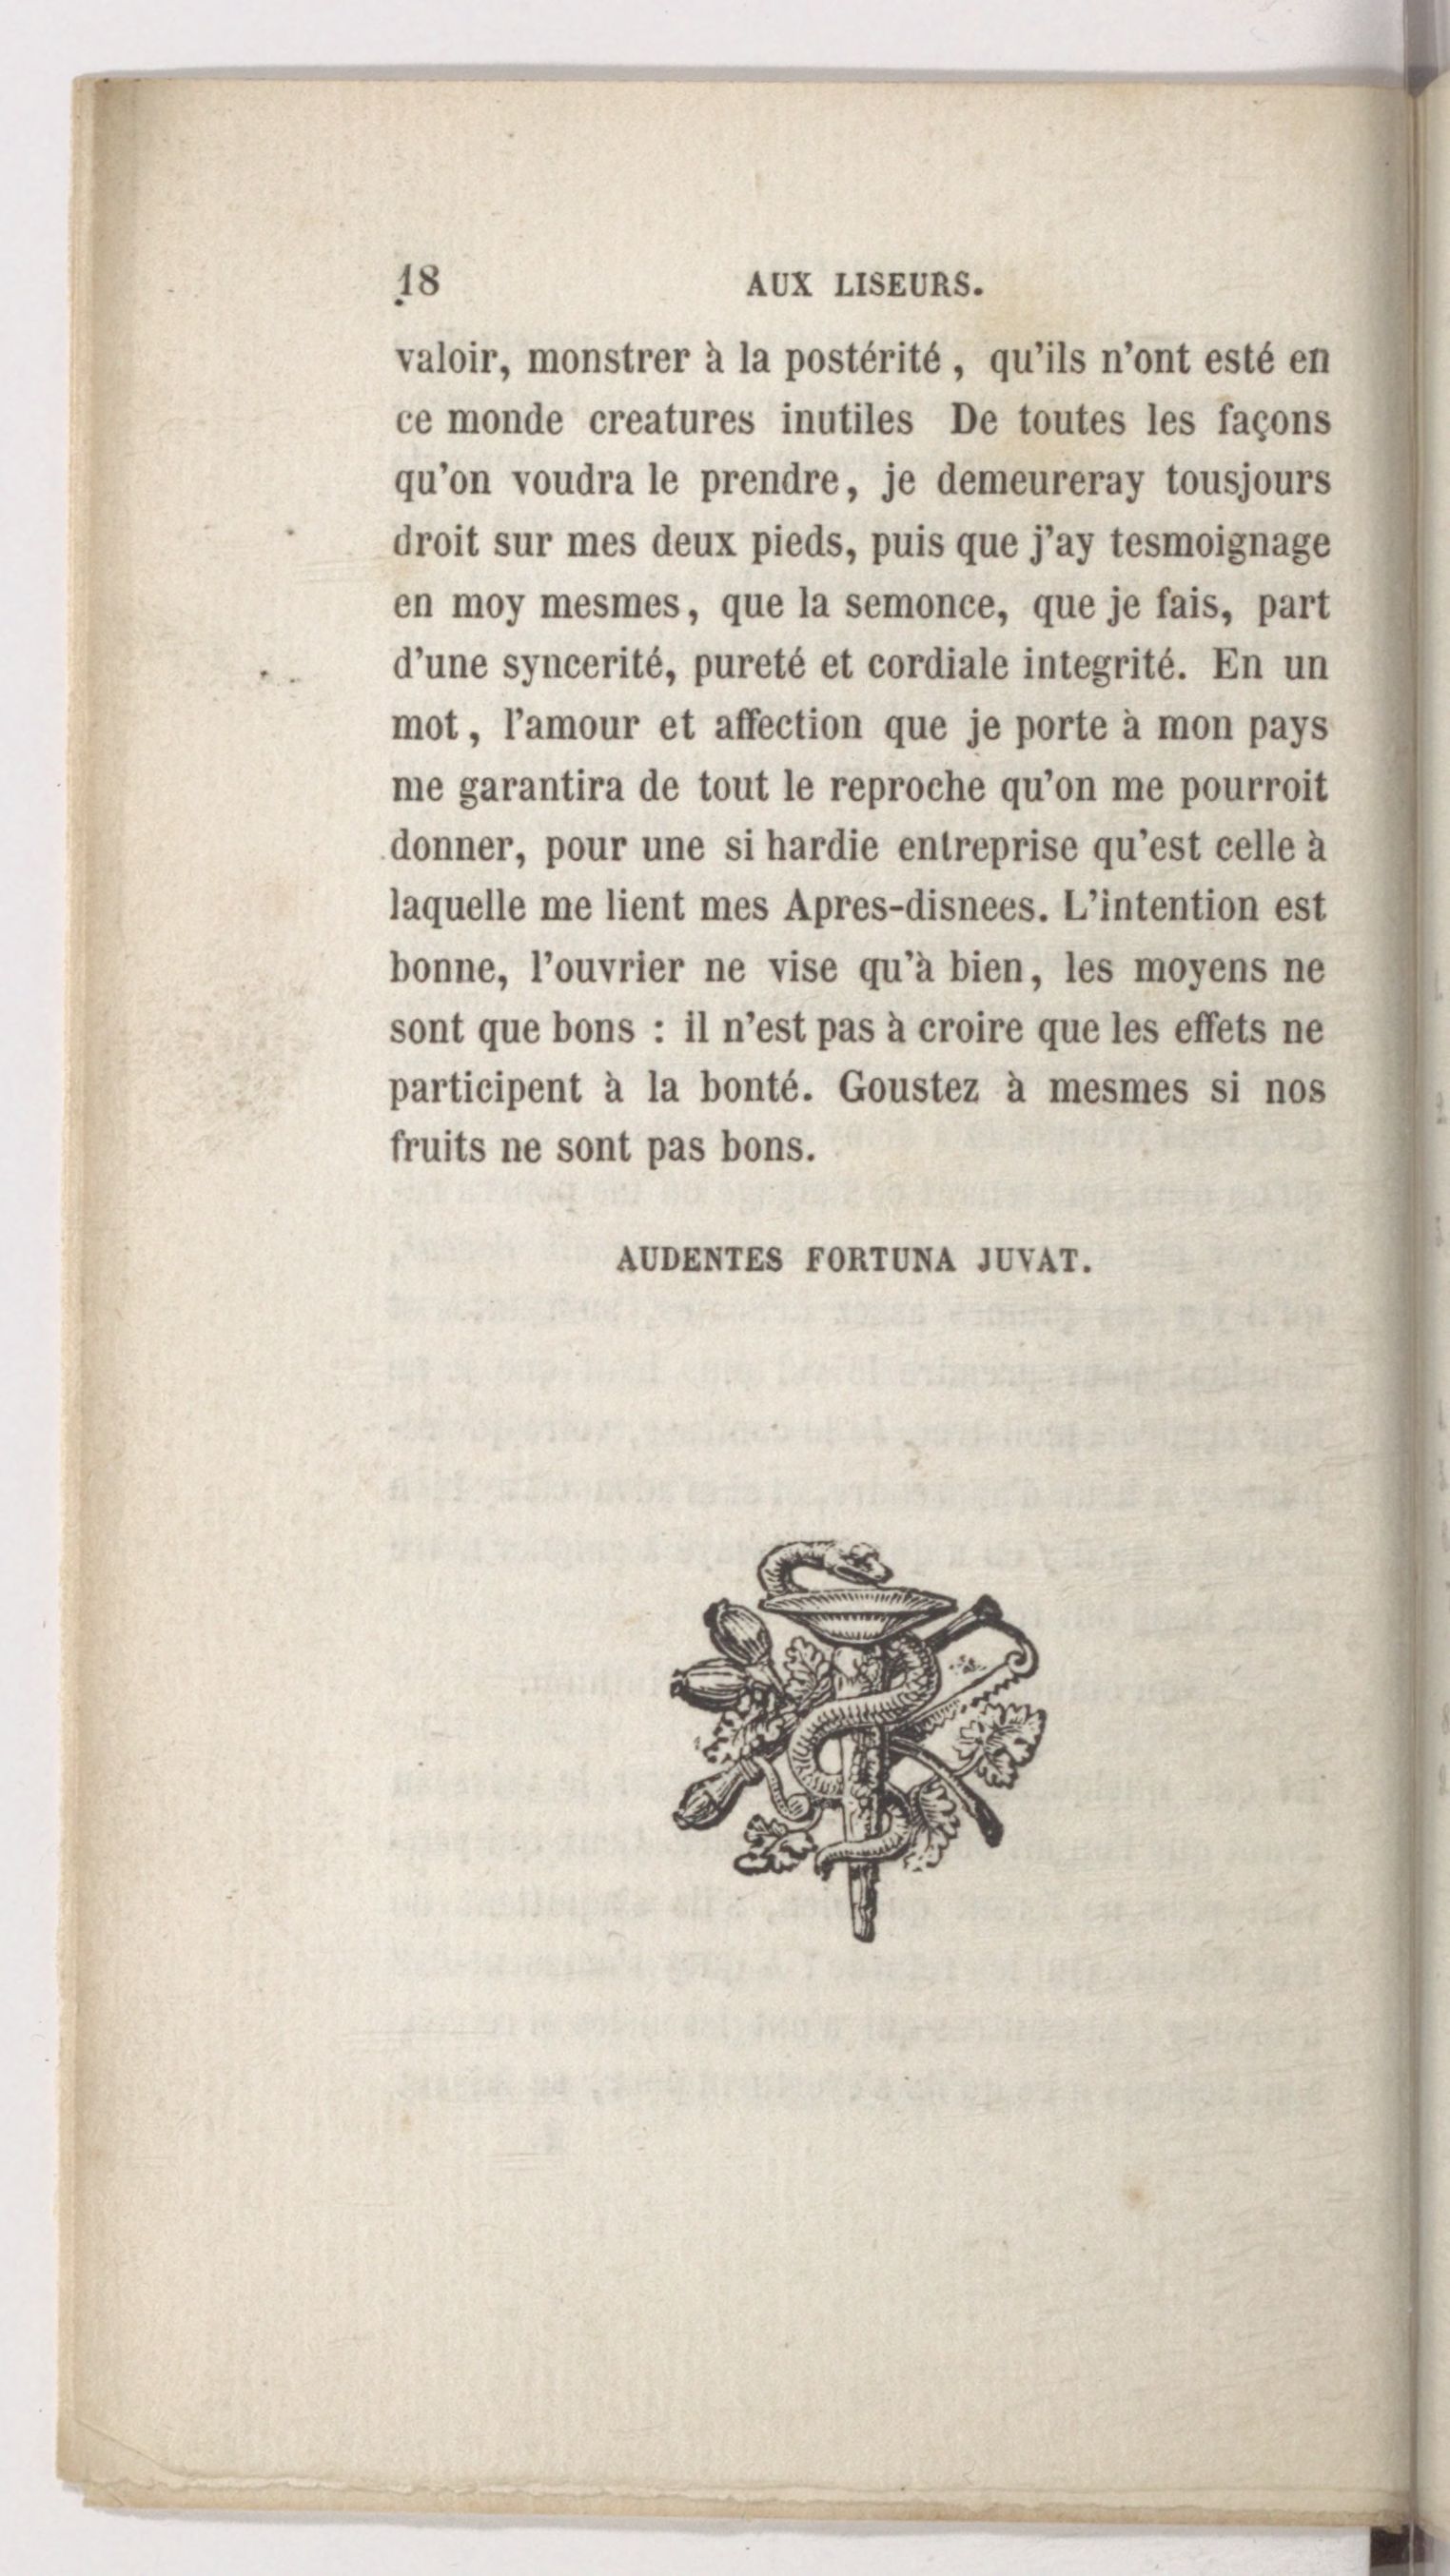 18 AUX LISEURS.
valoir, monstrer à la postérité , qu'ils n'ont esté en
ce monde creatures inutiles De toutes les façons
qu'on voudra le prendre, je demeureray tousjours
droit sur mes deux pieds, puis que j'ay tesmoignage
en moy mesmes, que la semonce, que je fais, part
d'une syncerité, pureté et cordiale integrité. En un
mot, l'amour et affection que je porte à mon pays
me garantira de tout le reproche qu'on me pourroit
donner, pour une si hardie entreprise qu'est celle à
laquelle me lient mes Apres-disnees. L'intention est
bonne, l'ouvrier ne vise qu'à bien, les moyens ne
sont que bons : il n'est pas à croire que les effets ne
participent à la bonté. Goustez à mesmes si nos
fruits ne sont pas bons.
AUDENTES FORTUNA JUVAT.